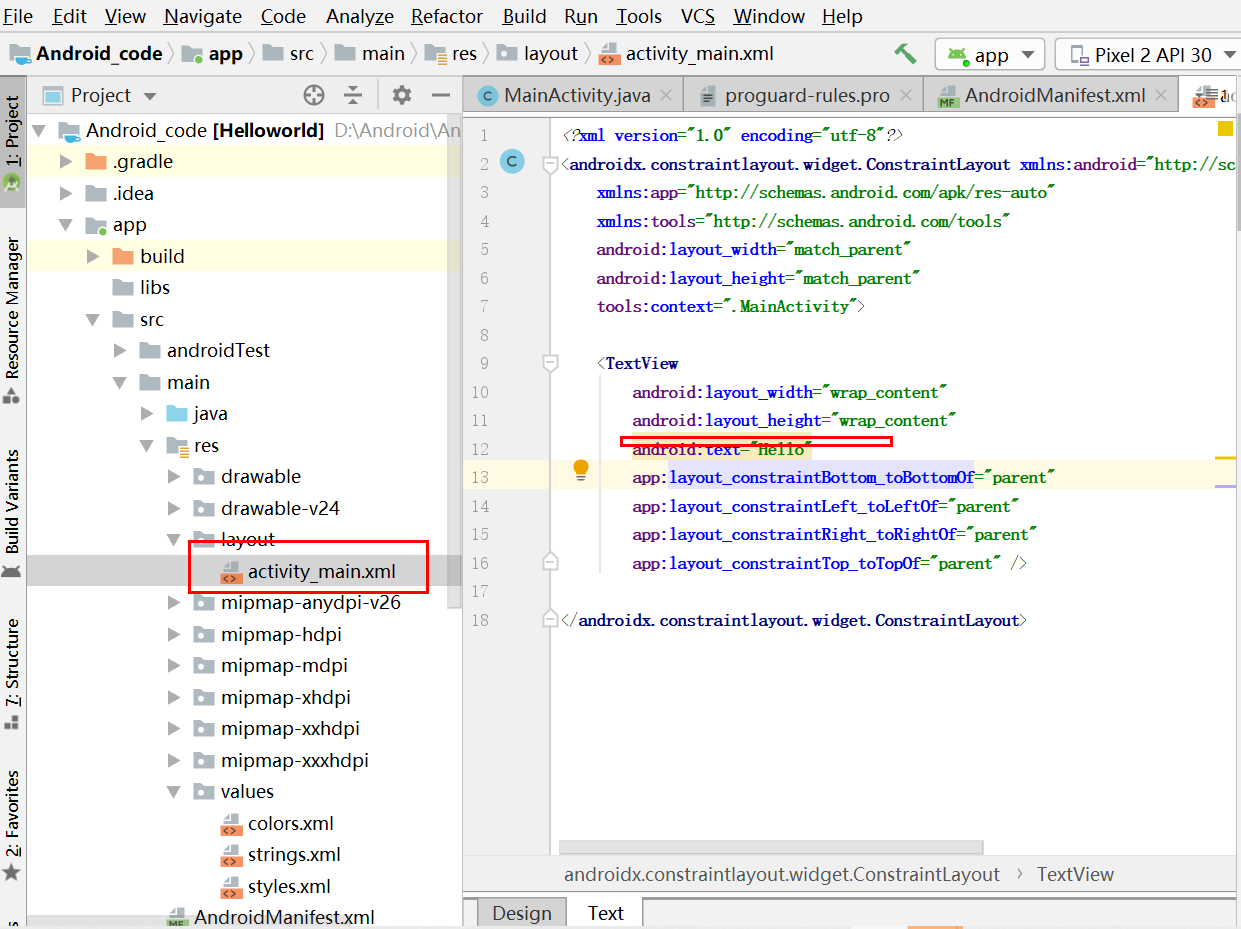 File Edit View Navigate Code Analyze Refactor Build Run Tools VCS Window Help
Android_code app src main res layout activity_main.xml app Pixel 2 API 30
Project
MainActivity.java proguard-rules.pro AndroidManifest.xml
1: Project
Resource Manager
Build Variants
7: Structure
2: Favorites
Android_code [Helloworld] D:\Android\An
.gradle
.idea
app
build
libs
src
androidTest
main
java
res
drawable
drawable-v24
layout
activity_main.xml
mipmap-anydpi-v26
mipmap-hdpi
mipmap-mdpi
mipmap-xhdpi
mipmap-xxhdpi
mipmap-xxxhdpi
values
colors.xml
strings.xml
styles.xml
AndroidManifest.xml
1 <?xml version="1.0" encoding="utf-8"?>
2 <androidx.constraintlayout.widget.ConstraintLayout xmlns:android="http://sc
3 xmlns:app="http://schemas.android.com/apk/res-auto"
4 xmlns:tools="http://schemas.android.com/tools"
5 android:layout_width="match_parent"
6 android:layout_height="match_parent"
7 tools:context=".MainActivity">
8
9 <TextView
10 android:layout_width="wrap_content"
11 android:layout_height="wrap_content"
12 android:text="Hello"
13 app:layout_constraintBottom_toBottomOf="parent"
14 app:layout_constraintLeft_toLeftOf="parent"
15 app:layout_constraintRight_toRightOf="parent"
16 app:layout_constraintTop_toTopOf="parent" />
17
18 </androidx.constraintlayout.widget.ConstraintLayout>
androidx.constraintlayout.widget.ConstraintLayout › TextView
Design Text